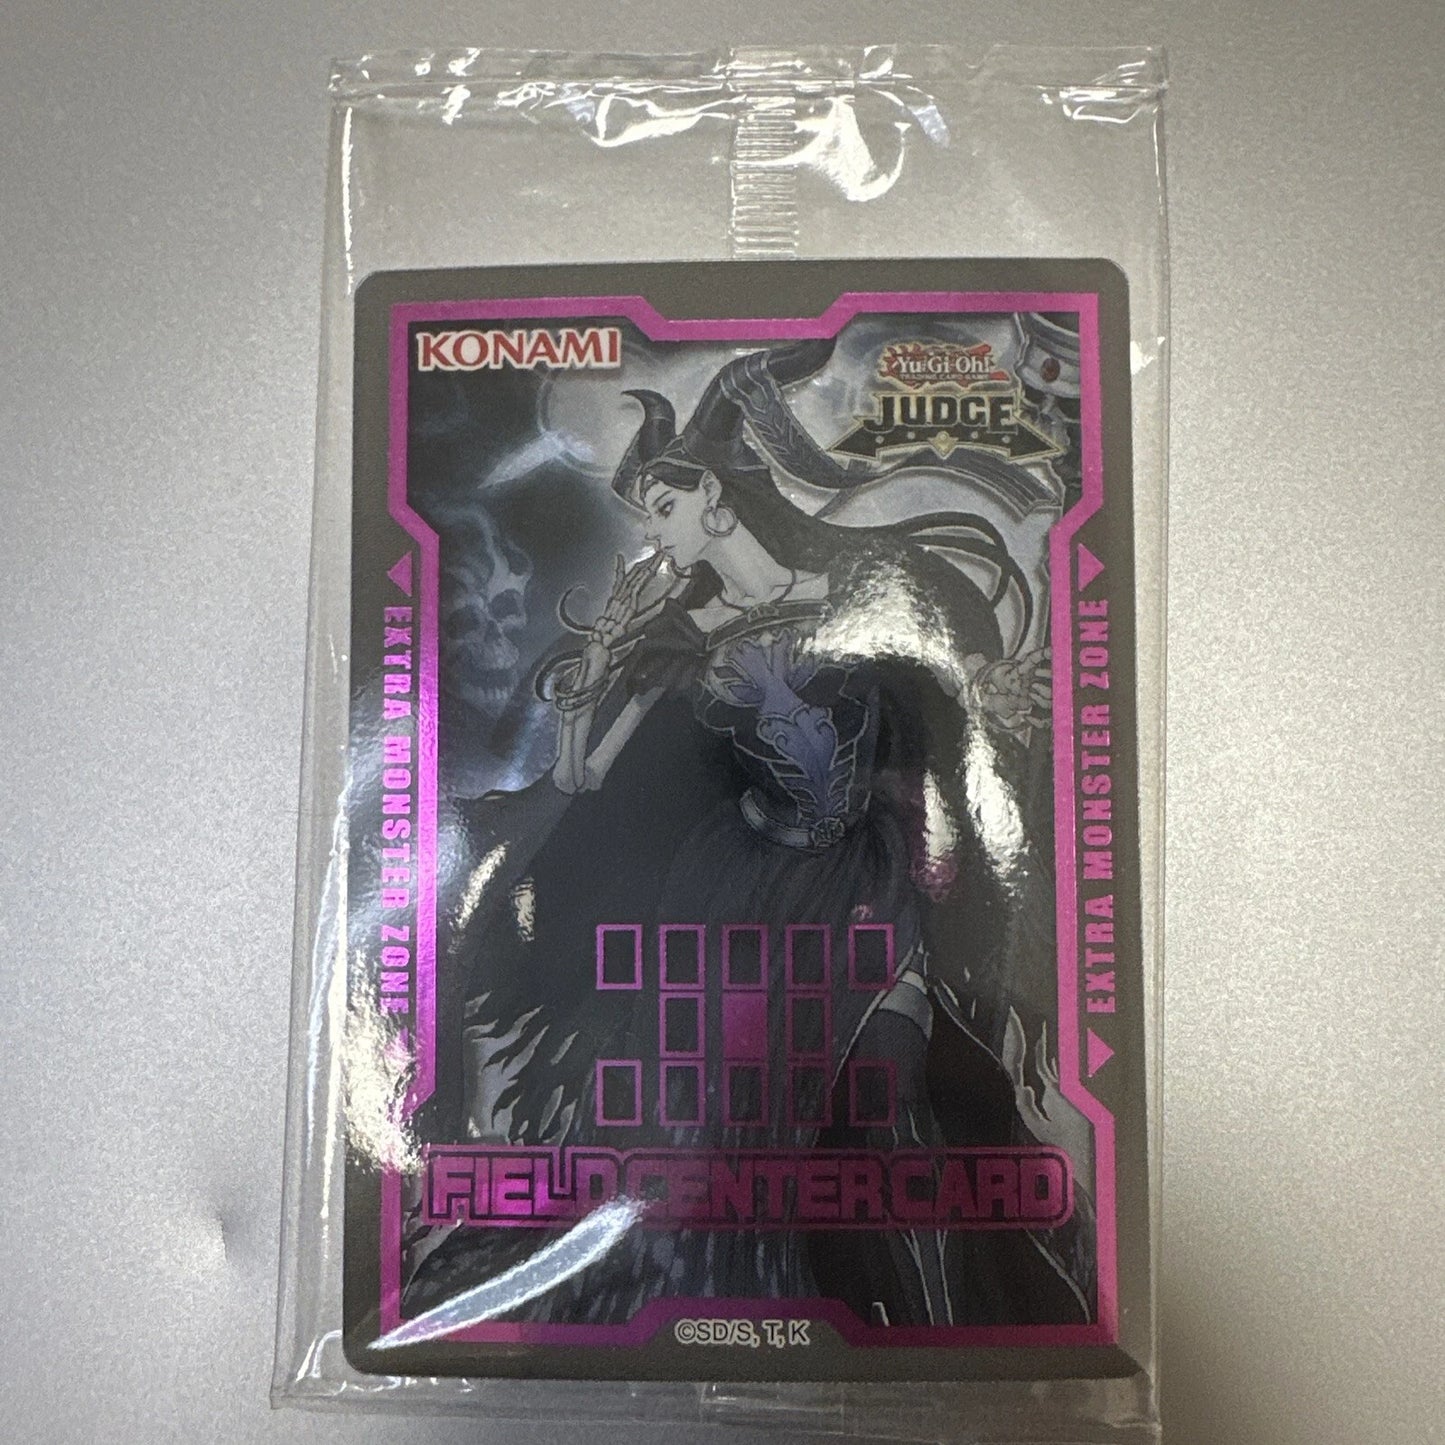 KONAMI
Yu-Gi-Oh!
TRADING CARD GAME
JUDGE
EXTRA MONSTER ZONE
EXTRA MONSTER ZONE
FIELD CENTER CARD
©SD/S, T, K